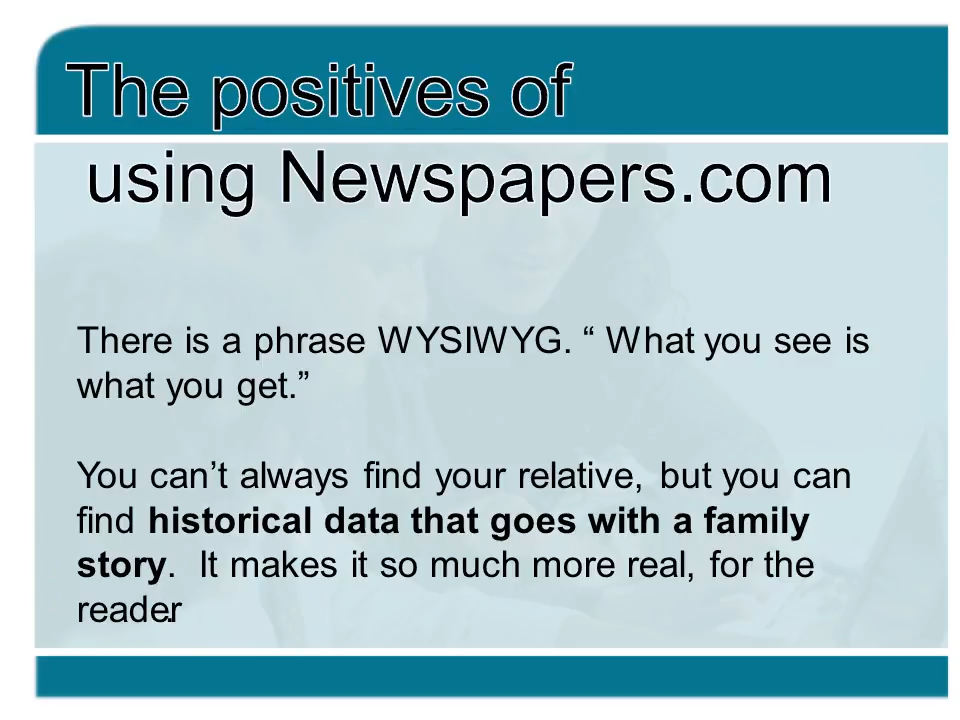 The positives of
using Newspapers.com
There is a phrase WYSIWYG. “ What you see is
what you get.”
You can’t always find your relative, but you can
find historical data that goes with a family
story.  It makes it so much more real, for the
reader.